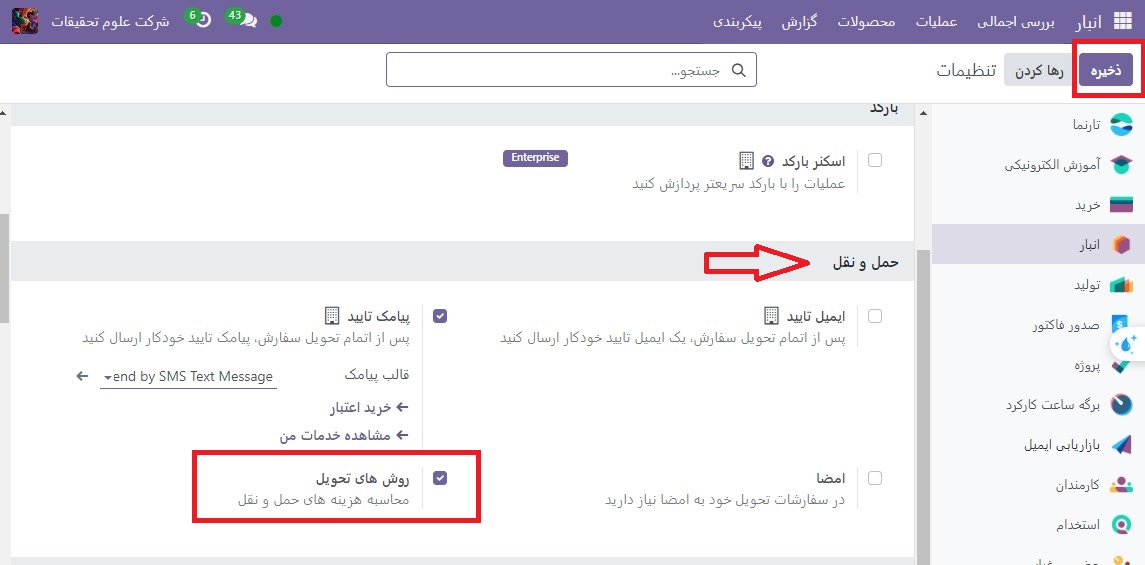 انبار
بررسی اجمالی
عملیات
محصولات
گزارش
پیکربندی
43
6
شرکت علوم تحقیقات
ذخیره
رها کردن
تنظیمات
جستجو...
تارنما
آموزش الکترونیکی
خرید
انبار
تولید
صدور فاکتور
پروژه
برگه ساعت کارکرد
بازاریابی ایمیل
کارمندان
استخدام
بارکد
اسکنر بارکد ?
Enterprise
عملیات را با بارکد سریعتر پردازش کنید
حمل و نقل
ایمیل تایید
پس از اتمام تحویل سفارش، یک ایمیل تایید خودکار ارسال کنید
پیامک تایید
پس از اتمام تحویل سفارش، پیامک تایید خودکار ارسال کنید
قالب پیامک
end by SMS Text Message
خرید اعتبار
مشاهده خدمات من
امضا
در سفارشات تحویل خود به امضا نیاز دارید
روش های تحویل
محاسبه هزینه های حمل و نقل